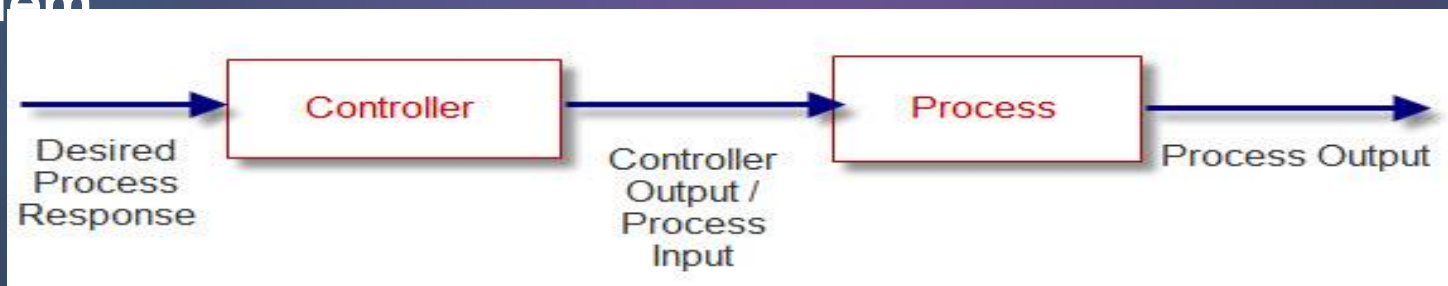 Controller
Process
Desired
Process
Response
Controller
Output /
Process
Input
Process Output